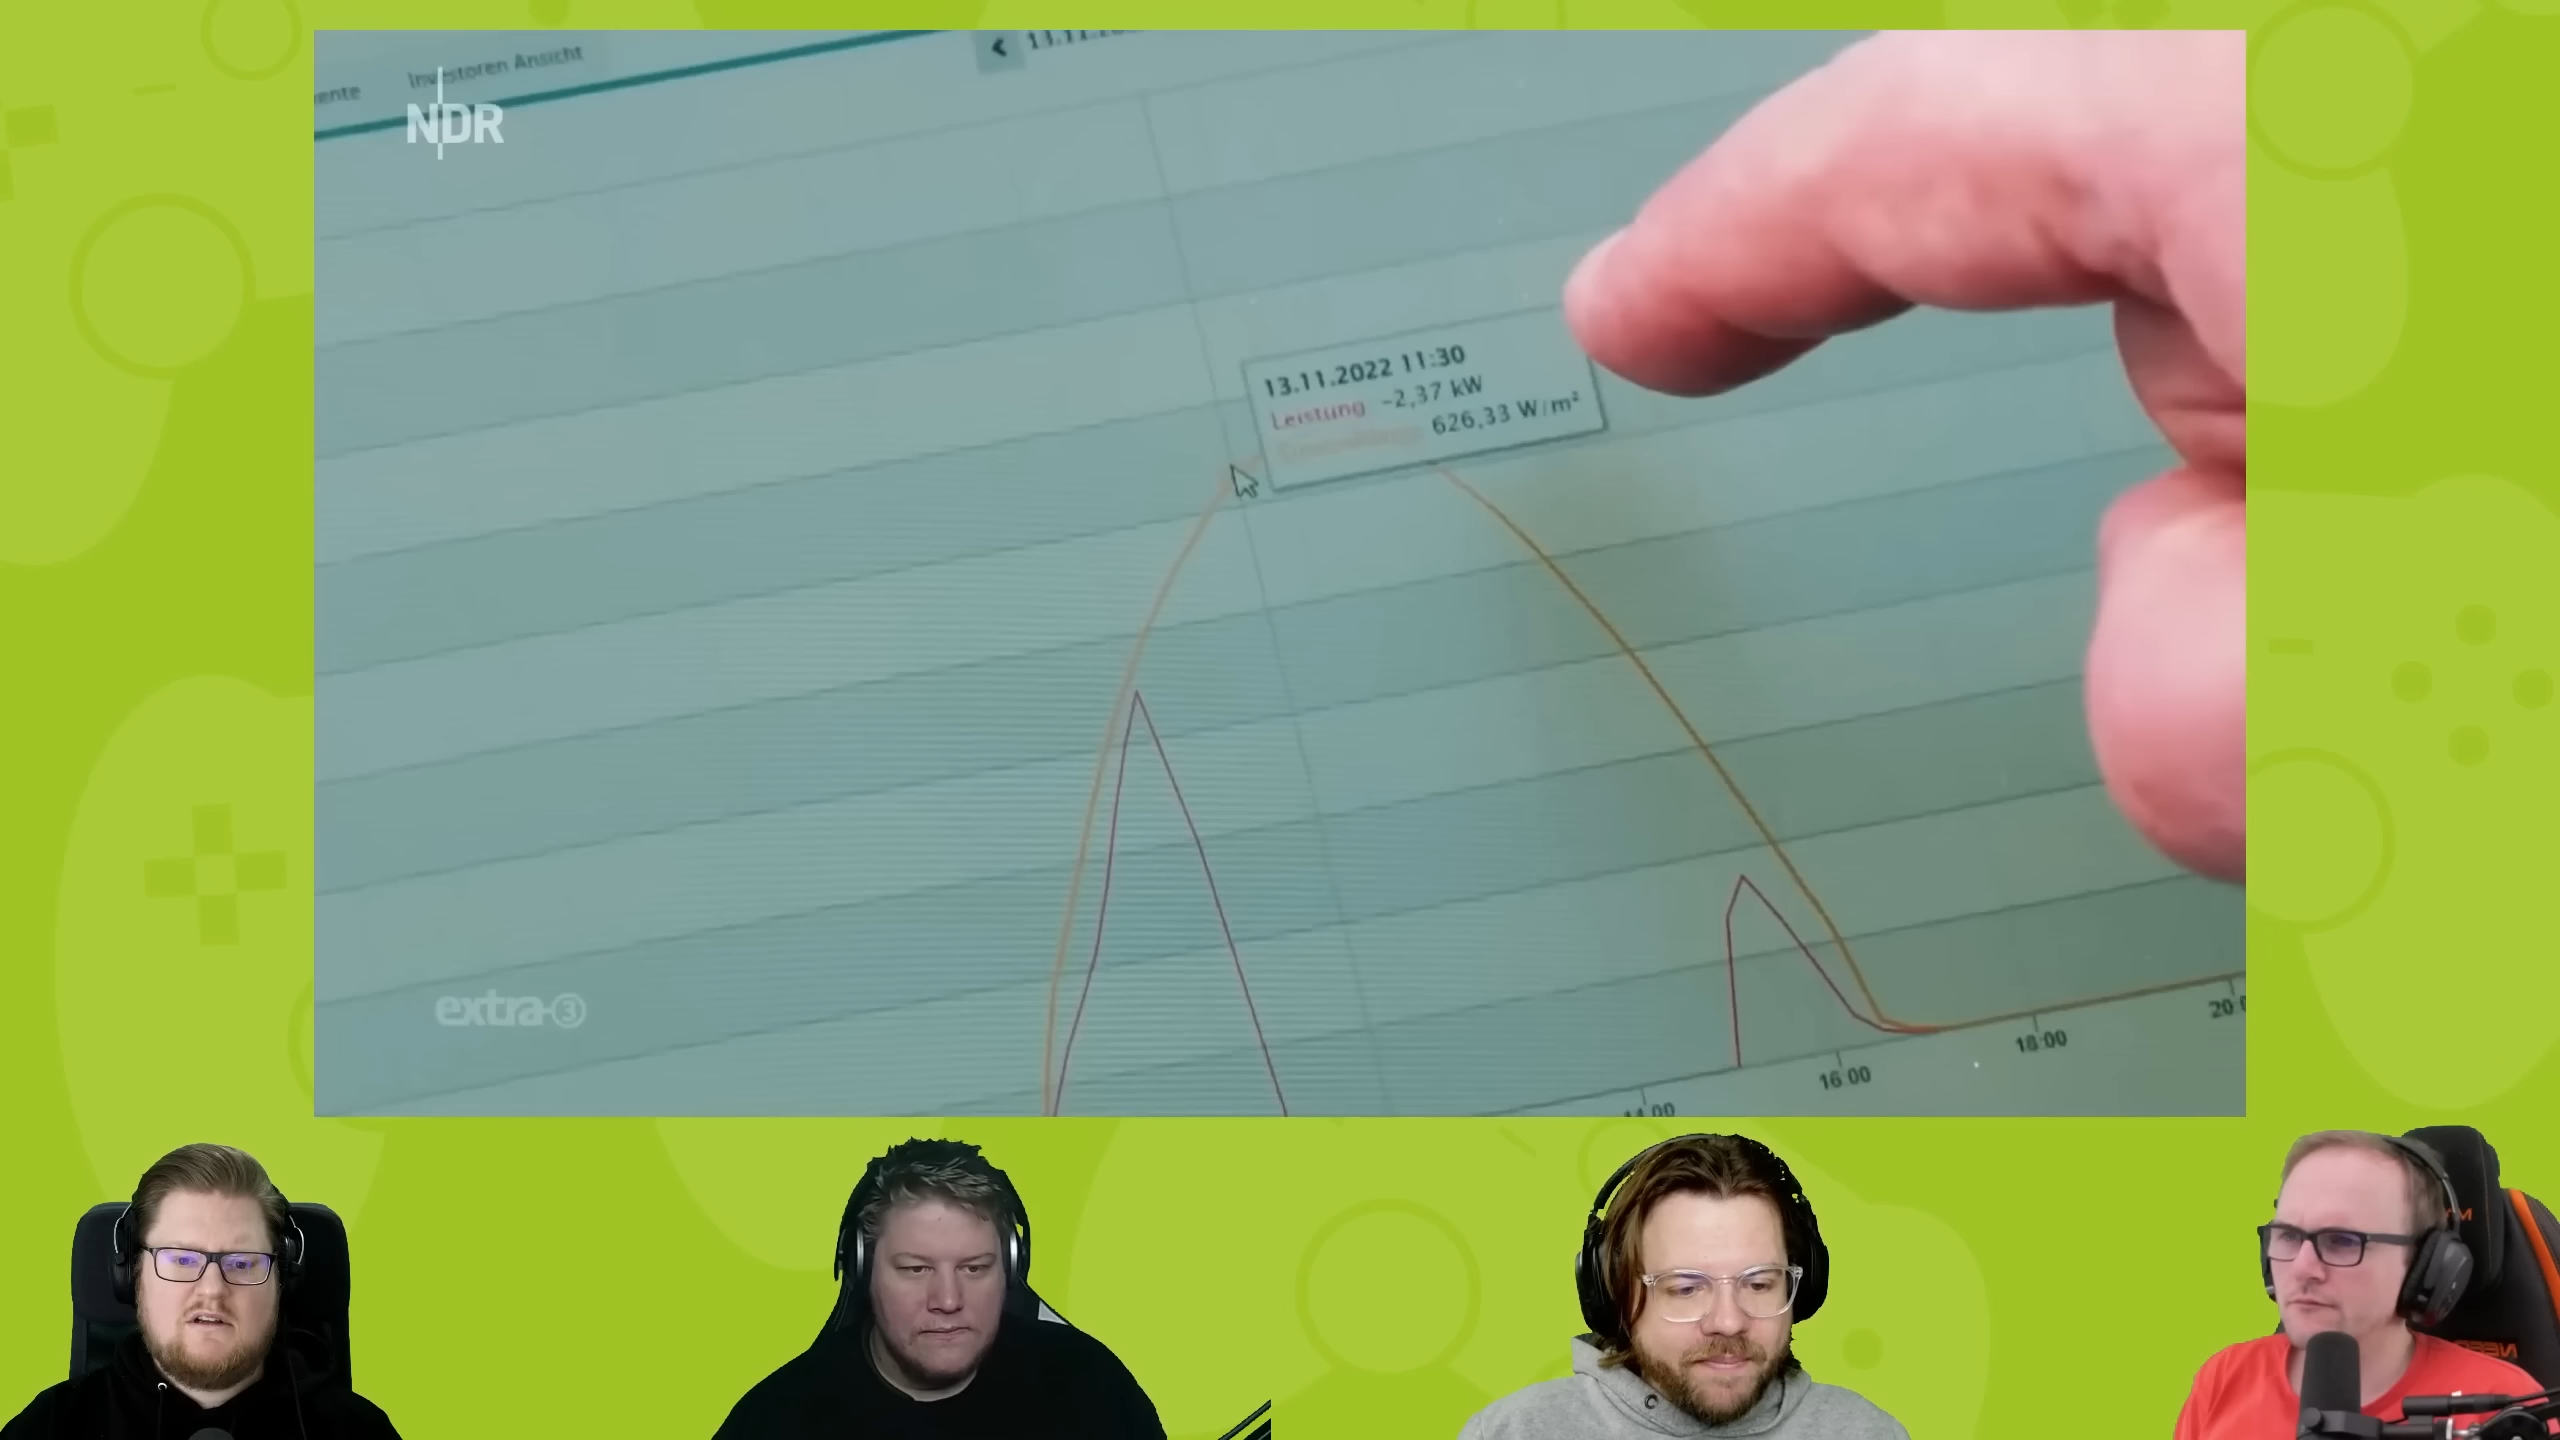 Investoren Ansicht
NDR
13.11.2022 11:30
Leistung -2,37 kW
626,33 W/m²
extra-3
16:00
18:00